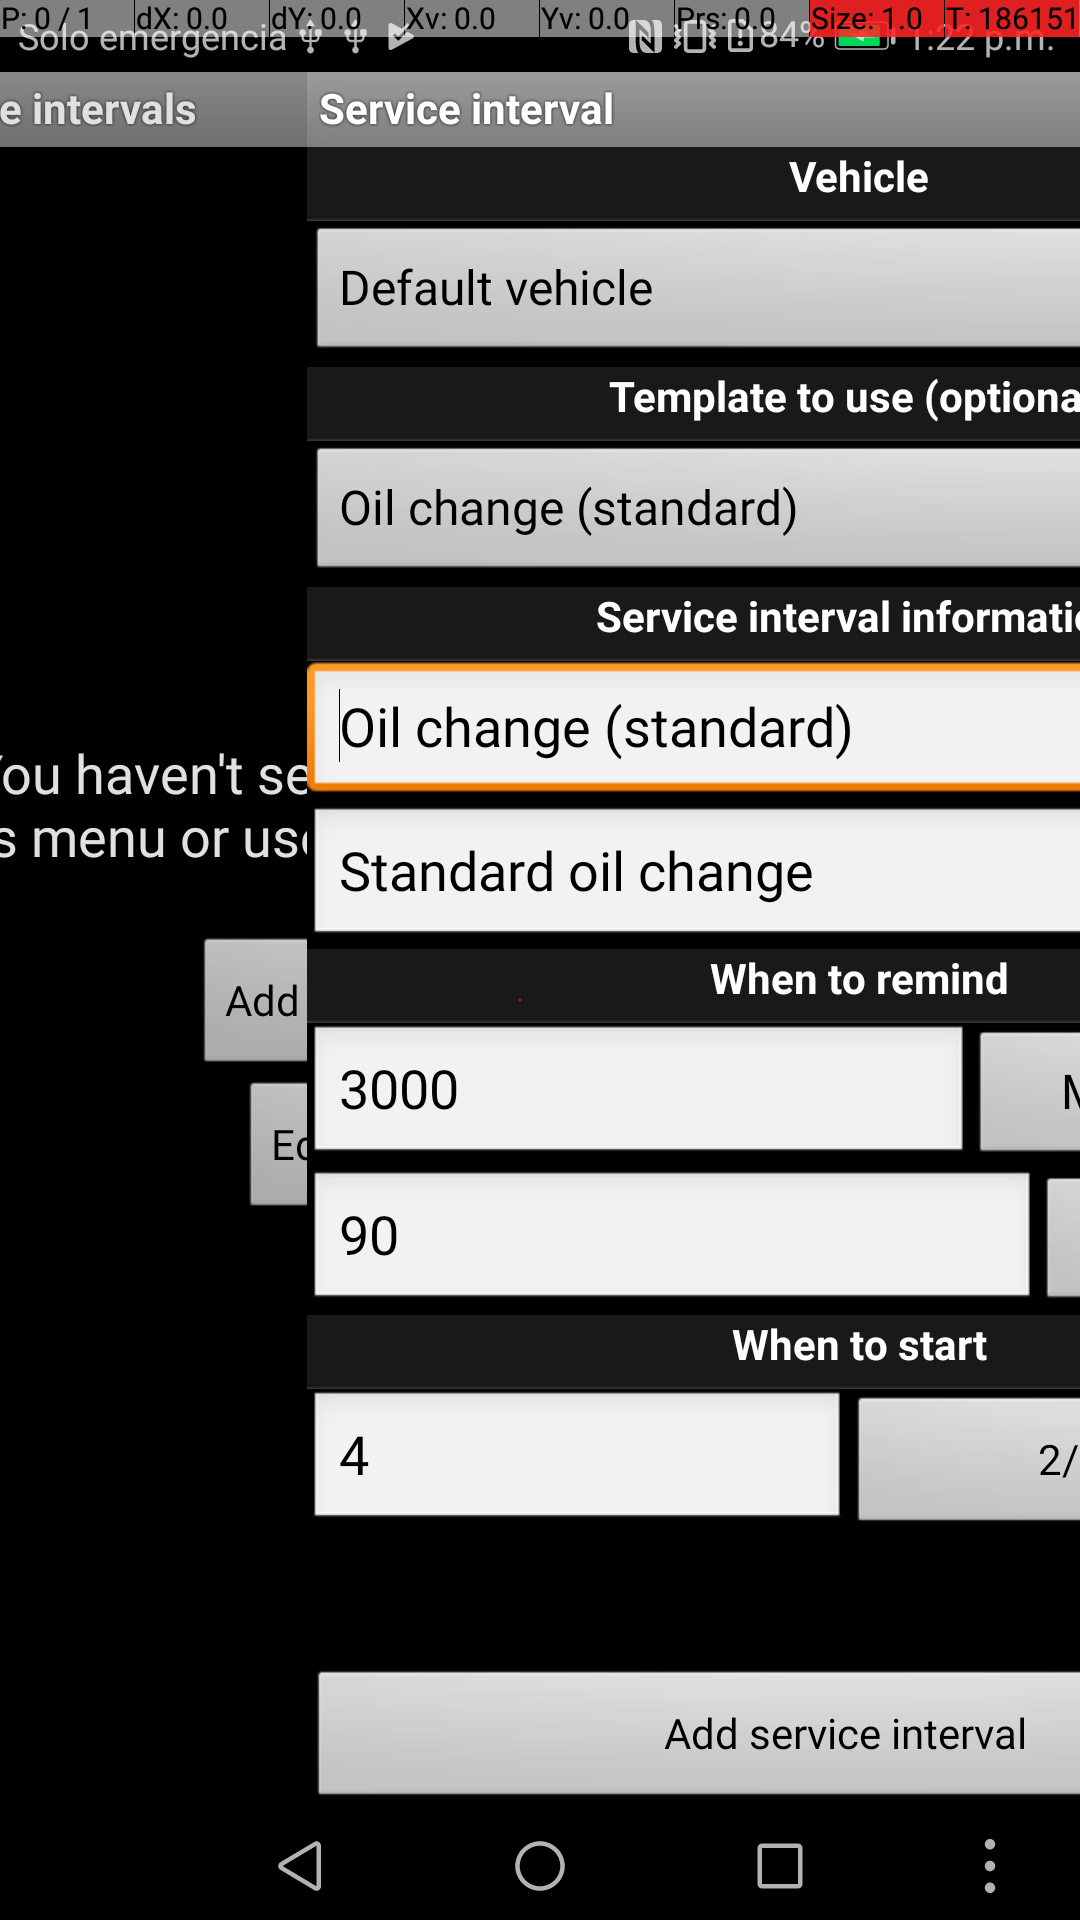 P: 0 / 1 dX: 0.0 dY: 0.0 Xv: 0.0 Yv: 0.0 Prs: 0.0 Size: 1.0 T: 186151
Solo emergencia 84% 1:22 p.m.
e intervals
Service interval
Vehicle
Default vehicle
Template to use (optiona
Oil change (standard)
Service interval informati
Oil change (standard)
You haven't se
s menu or use
Standard oil change
When to remind
Add
3000
M
Ed
90
When to start
4
2/
Add service interval